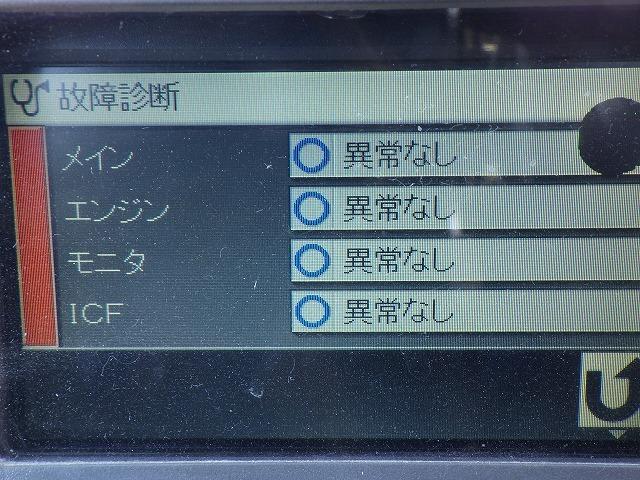 故障診断
メイン 異常なし
エンジン 異常なし
モニタ 異常なし
ICF 異常なし